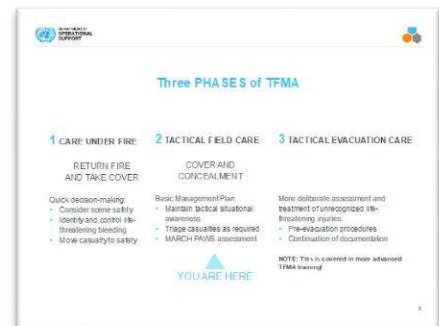 DEPARTMENT OF
OPERATIONAL
SUPPORT
Three PHASES of TFMA
1 CARE UNDER FIRE
RETURN FIRE
AND TAKE COVER
Quick decision-making:
• Consider scene safety
• Identify and control life-
threatening bleeding
• Move casualty to safety
2 TACTICAL FIELD CARE
COVER AND
CONCEALMENT
Basic Management Plan
• Maintain tactical situational
awareness
• Triage casualties as required
• MARCH PAWS assessment
YOU ARE HERE
3 TACTICAL EVACUATION CARE
More deliberate assessment and
treatment of unrecognized life-
threatening injuries
• Pre-evacuation procedures
• Continuation of documentation
NOTE: This is covered in more advanced
TFMA training!